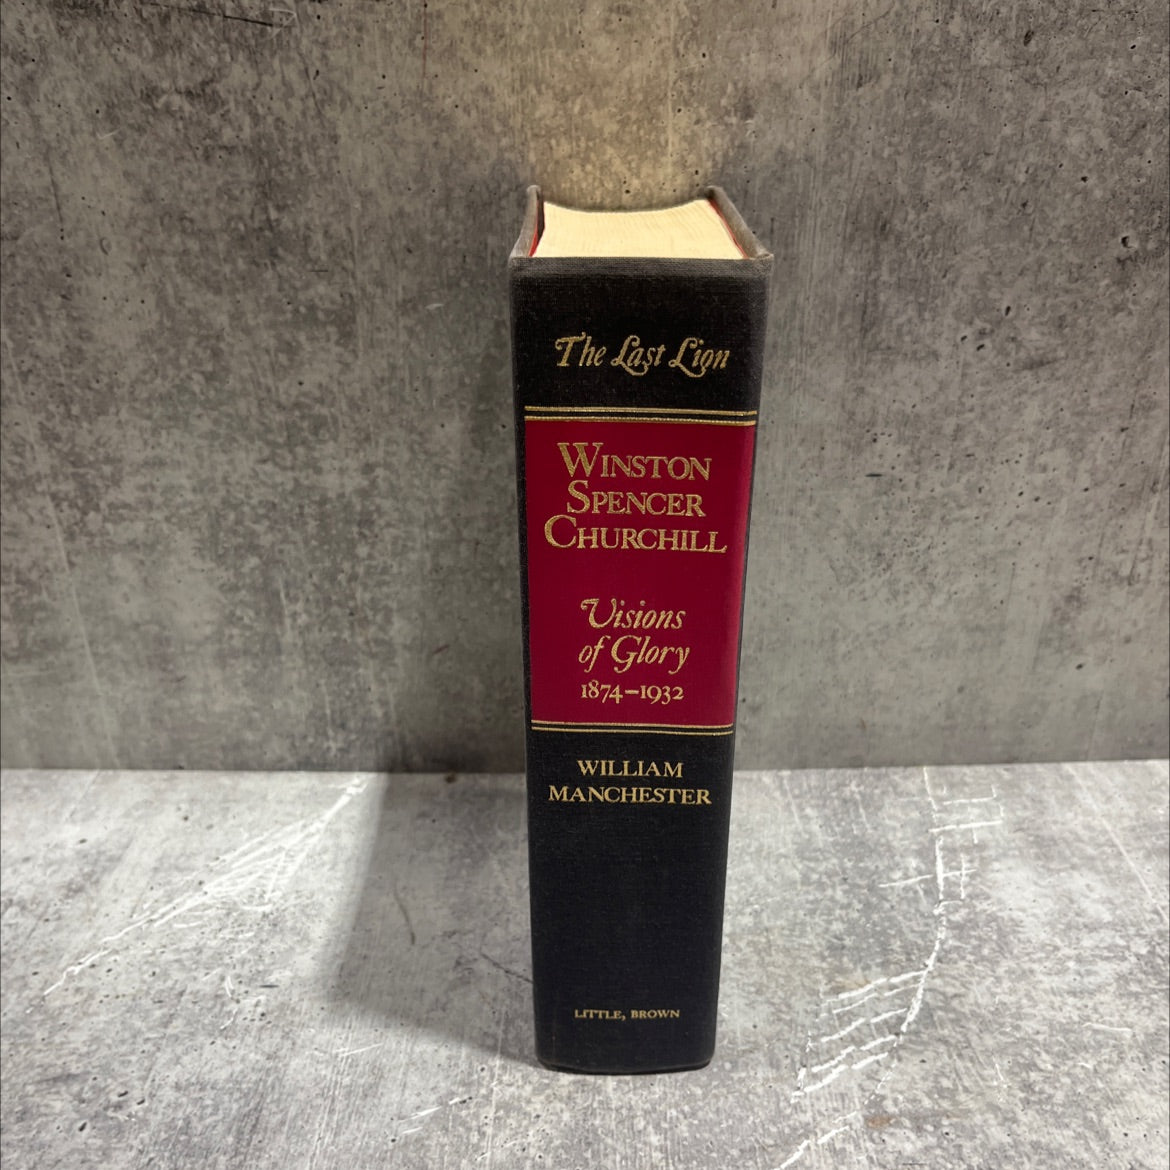 The Last Lion
WINSTON
SPENCER
CHURCHILL
Visions
of Glory
1874–1932
WILLIAM
MANCHESTER
LITTLE, BROWN